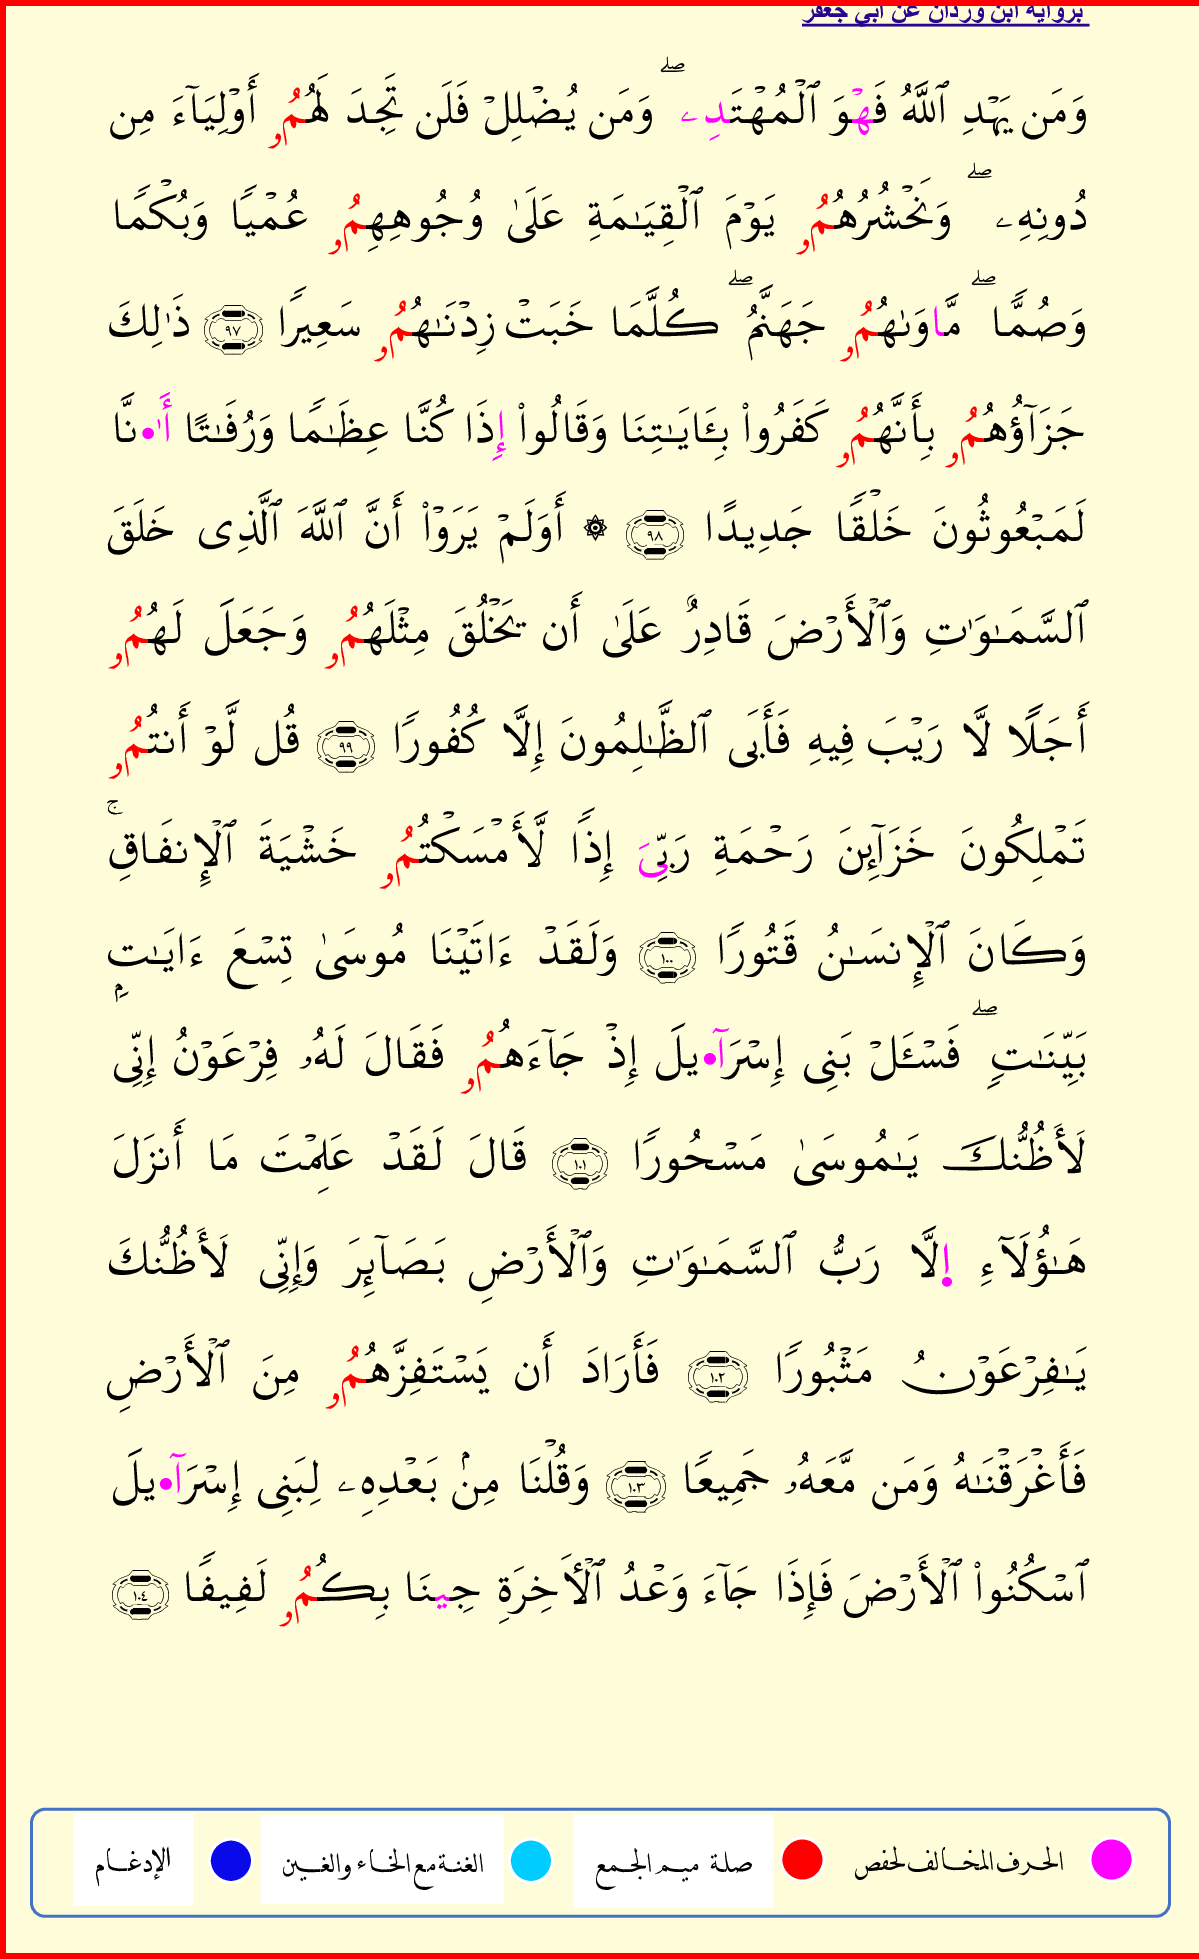 برواية ابن وردان عن أبي جعفر
وَمَن يَهۡدِ ٱللَّهُ فَهۡوَ ٱلۡمُهۡتَدِۦۖ وَمَن يُضۡلِلۡ فَلَن تَجِدَ لَهُمُۥ أَوۡلِيَآءَ مِن
دُونِهِۦۖ وَنَحۡشُرُهُمُۥ يَوۡمَ ٱلۡقِيَٰمَةِ عَلَىٰ وُجُوهِهِمُۥ عُمۡيًا وَبُكۡمًا
وَصُمًّاۖ مَّاوَىٰهُمُۥ جَهَنَّمُۖ كُلَّمَا خَبَتۡ زِدۡنَٰهُمُۥ سَعِيرًا ٩٧ ذَٰلِكَ
جَزَآؤُهُمُۥ بِأَنَّهُمُۥ كَفَرُواْ بِـَٔايَٰتِنَا وَقَالُواْ إِذَا كُنَّا عِظَٰمًا وَرُفَٰتًا أَٰ•نَّا
لَمَبۡعُوثُونَ خَلۡقًا جَدِيدًا ٩٨ ۞ أَوَلَمۡ يَرَوۡاْ أَنَّ ٱللَّهَ ٱلَّذِى خَلَقَ
ٱلسَّمَٰوَٰتِ وَٱلۡأَرۡضَ قَادِرٌ عَلَىٰ أَن يَخۡلُقَ مِثۡلَهُمُۥ وَجَعَلَ لَهُمُۥ
أَجَلًا لَّا رَيۡبَ فِيهِ فَأَبَى ٱلظَّٰلِمُونَ إِلَّا كُفُورًا ٩٩ قُل لَّوۡ أَنتُمُۥ
تَمۡلِكُونَ خَزَآئِنَ رَحۡمَةِ رَبِّىَ إِذًا لَّأَمۡسَكۡتُمُۥ خَشۡيَةَ ٱلۡإِنفَاقِۚ
وَكَانَ ٱلۡإِنسَٰنُ قَتُورًا ١٠٠ وَلَقَدۡ ءَاتَيۡنَا مُوسَىٰ تِسۡعَ ءَايَٰتِۭ
بَيِّنَٰتٍۖ فَسۡـَٔلۡ بَنِى إِسۡرَآ•يلَ إِذۡ جَآءَهُمُۥ فَقَالَ لَهُۥ فِرۡعَوۡنُ إِنِّى
لَأَظُنُّكَ يَٰمُوسَىٰ مَسۡحُورًا ١٠١ قَالَ لَقَدۡ عَلِمۡتَ مَا أَنزَلَ
هَٰؤُلَآءِ اِلَّا رَبُّ ٱلسَّمَٰوَٰتِ وَٱلۡأَرۡضِ بَصَآئِرَ وَإِنِّى لَأَظُنُّكَ
يَٰفِرۡعَوۡنُ مَثۡبُورًا ١٠٢ فَأَرَادَ أَن يَسۡتَفِزَّهُمُۥ مِنَ ٱلۡأَرۡضِ
فَأَغۡرَقۡنَٰهُ وَمَن مَّعَهُۥ جَمِيعًا ١٠٣ وَقُلۡنَا مِنۢ بَعۡدِهِۦ لِبَنِى إِسۡرَآ•يلَ
ٱسۡكُنُواْ ٱلۡأَرۡضَ فَإِذَا جَآءَ وَعۡدُ ٱلۡأٓخِرَةِ جِينَا بِكُمُۥ لَفِيفًا ١٠٤
الحرف المخالف لحفص صلة ميم الجمع الغنة مع الخاء والغين الإدغام